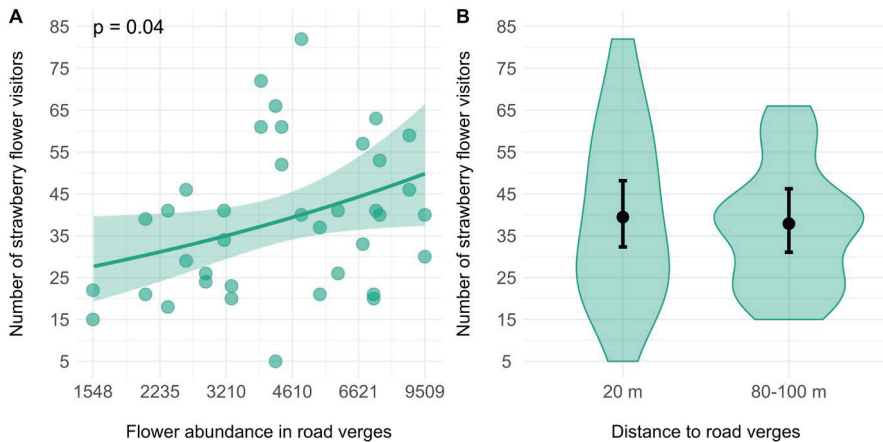 A
p = 0.04
Number of strawberry flower visitors
85
75
65
55
45
35
25
15
5
1548 2235 3210 4610 6621 9509
Flower abundance in road verges
B
Number of strawberry flower visitors
85
75
65
55
45
35
25
15
5
20 m 80-100 m
Distance to road verges